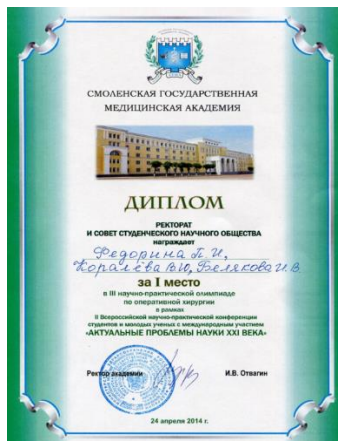 СМОЛЕНСКАЯ ГОСУДАРСТВЕННАЯ
МЕДИЦИНСКАЯ АКАДЕМИЯ
ДИПЛОМ
РЕКТОРАТ
И СОВЕТ СТУДЕНЧЕСКОГО НАУЧНОГО ОБЩЕСТВА
награждает
Федорина П.И,
Королёва В.Ю, Белякова И.В.
за I место
в III научно-практической олимпиаде
по оперативной хирургии
в рамках
II Всероссийской научно-практической конференции
студентов и молодых ученых с международным участием
«АКТУАЛЬНЫЕ ПРОБЛЕМЫ НАУКИ XXI ВЕКА»
Ректор академии И.В. Отвагин
24 апреля 2014 г.